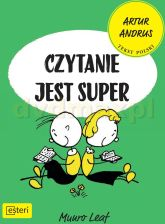 ARTUR
ANDRUS
TEKST POLSKI
CZYTANIE
JEST SUPER
Munro Leaf
esteri